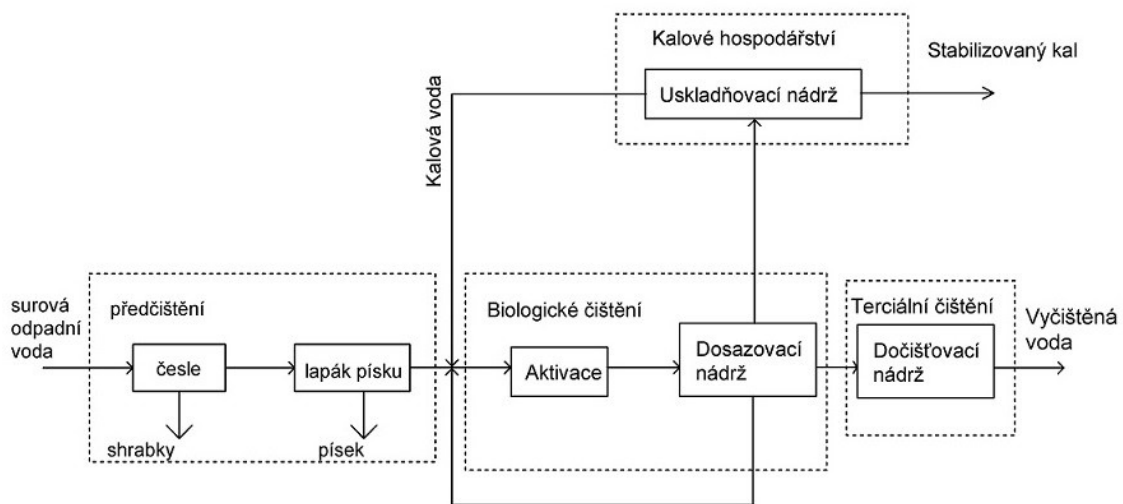 Kalové hospodářství
Uskladňovací nádrž
Stabilizovaný kal
Kalová voda
surová
odpadní
voda
předčištění
česle
lapák písku
shrabky
písek
Biologické čištění
Aktivace
Dosazovací
nádrž
Terciální čištění
Dočišťovací
nádrž
Vyčištěná
voda